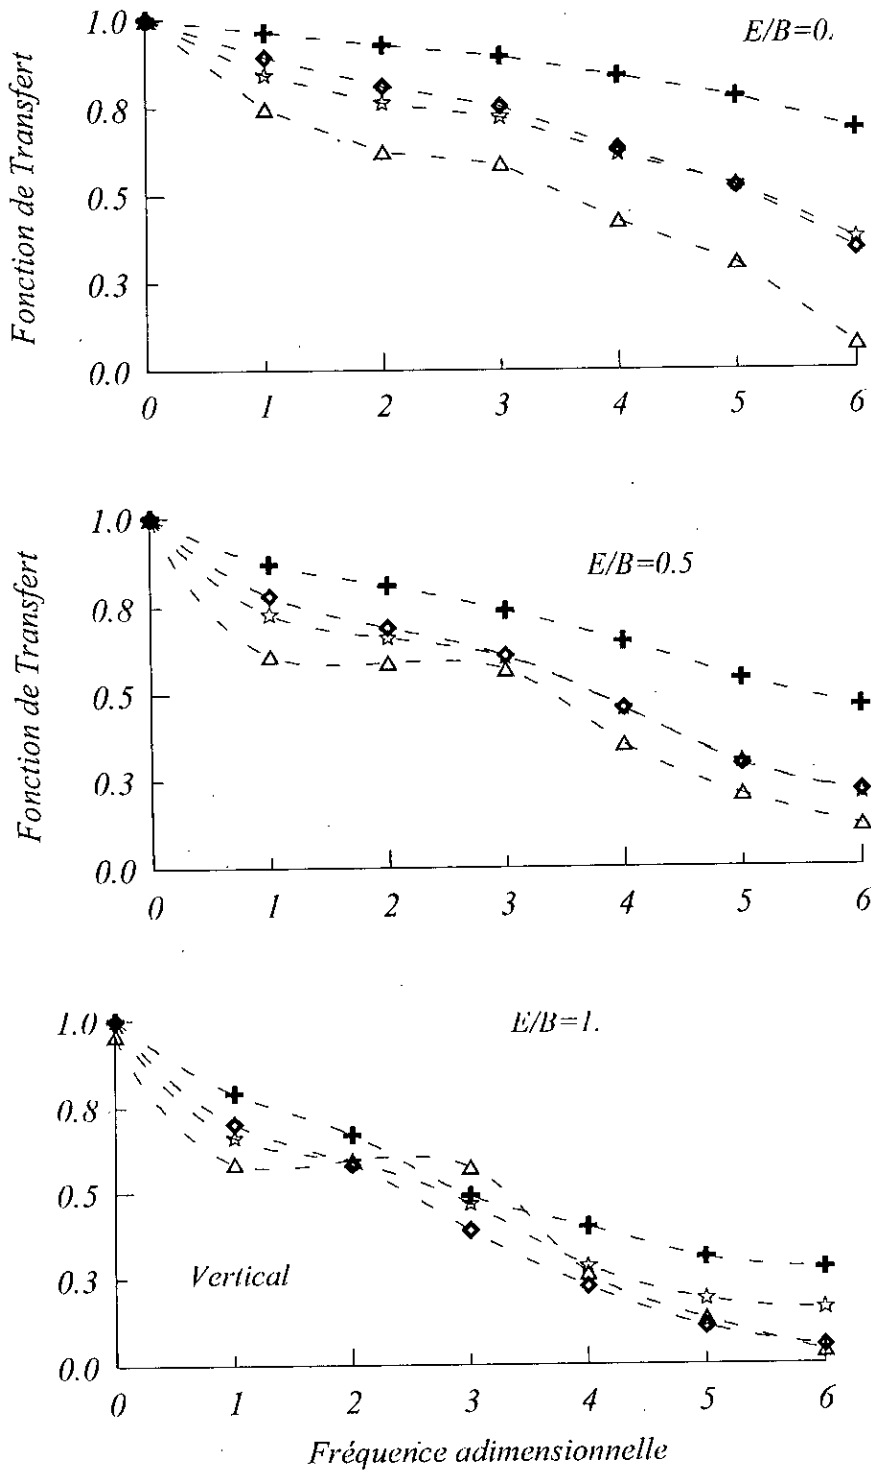 E/B=0.
Fonction de Transfert
1.0
0.8
0.5
0.3
0.0
0 1 2 3 4 5 6
E/B=0.5
Fonction de Transfert
1.0
0.8
0.5
0.3
0.0
0 1 2 3 4 5 6
E/B=1.
1.0
0.8
0.5
0.3
0.0
Vertical
0 1 2 3 4 5 6
Fréquence adimensionnelle